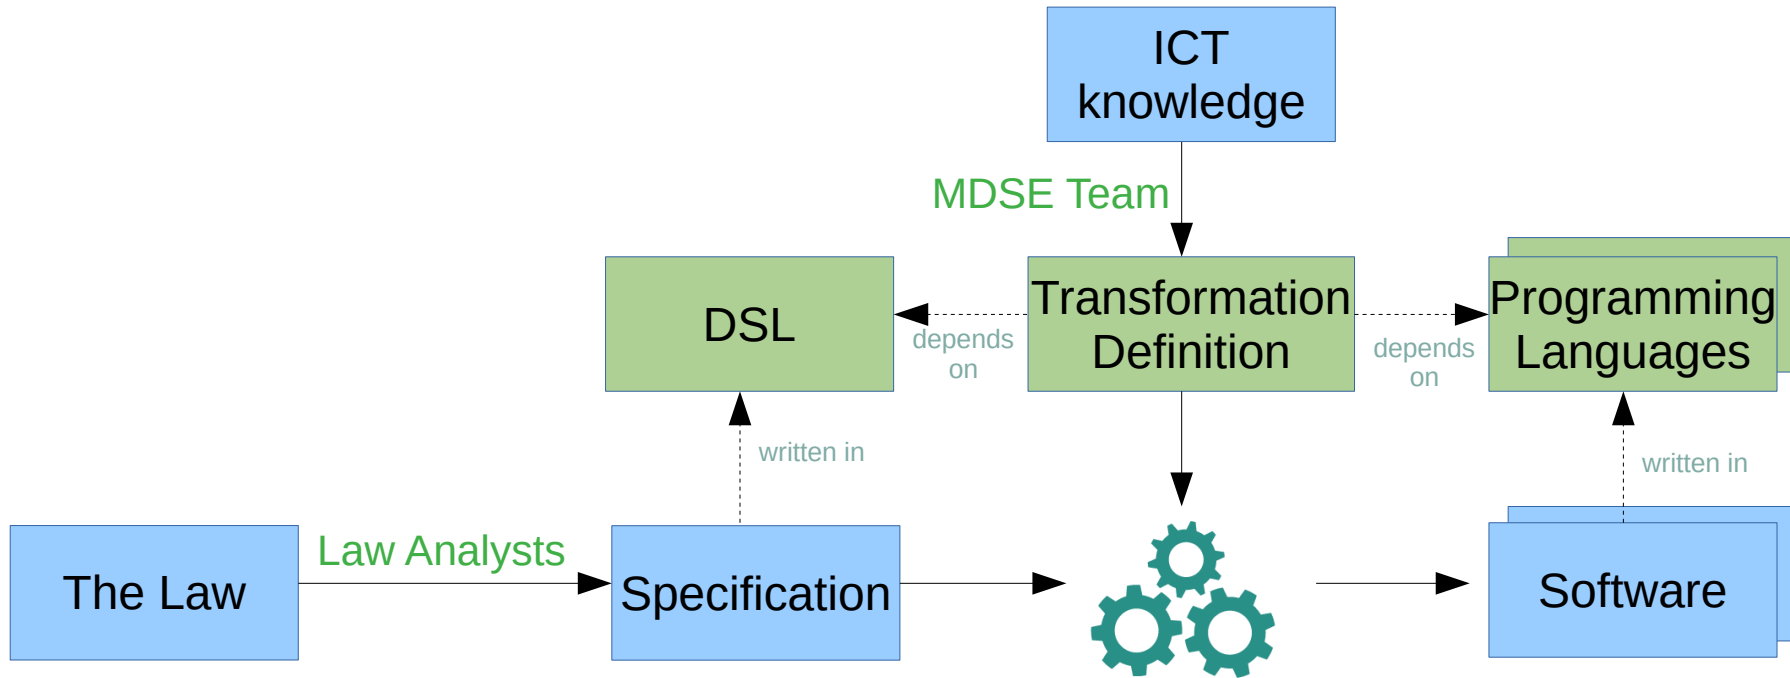 ICT
knowledge
MDSE Team
DSL
depends
on
Transformation
Definition
depends
on
Programming
Languages
written in
written in
The Law
Law Analysts
Specification
Software